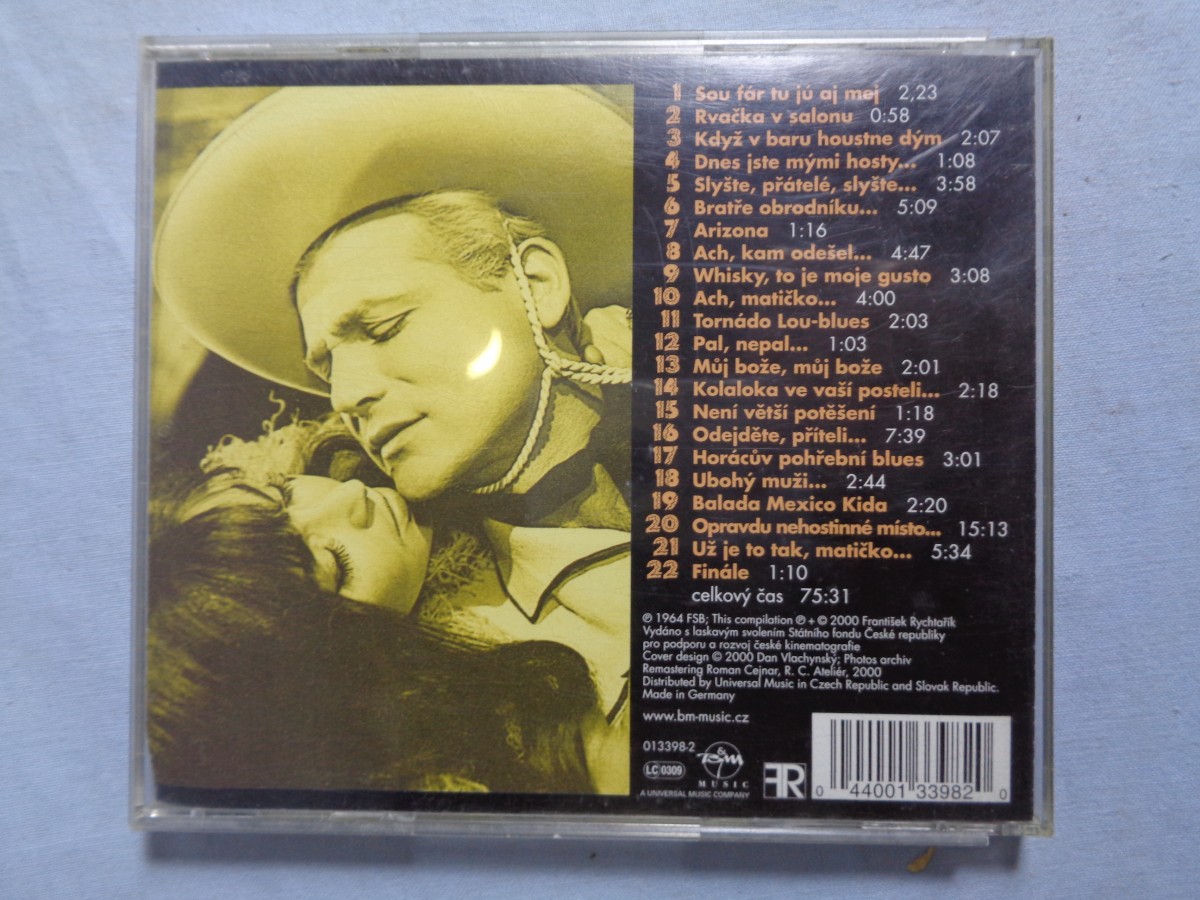 1 Sou fár tu jú aj mej 2,23
2 Rvačka v salonu 0:58
3 Když v baru houstne dým 2:07
4 Dnes jste mými hosty... 1:08
5 Slyšte, přátelé, slyšte... 3:58
6 Bratře obrodníku... 5:09
7 Arizona 1:16
8 Ach, kam odešel... 4:47
9 Whisky, to je moje gusto 3:08
10 Ach, matičko... 4:00
11 Tornádo Lou-blues 2:03
12 Pal, nepal... 1:03
13 Můj bože, můj bože 2:01
14 Kolaloka ve vaší posteli... 2:18
15 Není větší potěšení 1:18
16 Odejděte, příteli... 7:39
17 Horácův pohřební blues 3:01
18 Ubohý muži... 2:44
19 Balada Mexico Kida 2:20
20 Opravdu nehostinné místo... 15:13
21 Už je to tak, matičko... 5:34
22 Finále 1:10
celkový čas 75:31
℗ 1964 FSB; This compilation ℗ + © 2000 František Rychtařík
Vydáno s laskavým svolením Státního fondu České republiky
pro podporu a rozvoj české kinematografie
Cover design © 2000 Dan Vlachynský; Photos archiv
Remastering Roman Cejnar, R. C. Ateliér, 2000
Distributed by Universal Music in Czech Republic and Slovak Republic.
Made in Germany
www.bm-music.cz
013398-2
LC 0309
B&M MUSIC
A UNIVERSAL MUSIC COMPANY
FR
0 44001 33982 0